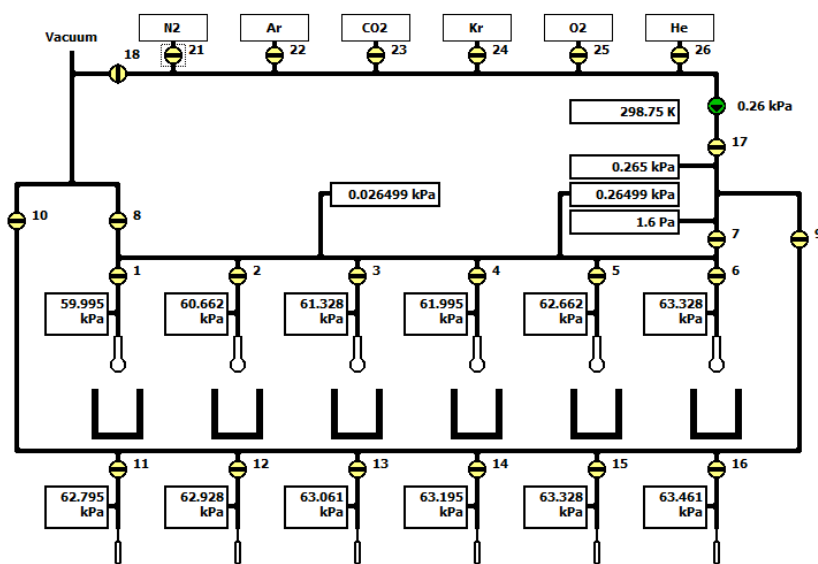 N2 Ar CO2 Kr O2 He
Vacuum
18 21 22 23 24 25 26
298.75 K 0.26 kPa
17
0.265 kPa
0.026499 kPa 0.26499 kPa
10 8 1.6 Pa 7 9
1 2 3 4 5 6
59.995 kPa 60.662 kPa 61.328 kPa 61.995 kPa 62.662 kPa 63.328 kPa
11 12 13 14 15 16
62.795 kPa 62.928 kPa 63.061 kPa 63.195 kPa 63.328 kPa 63.461 kPa